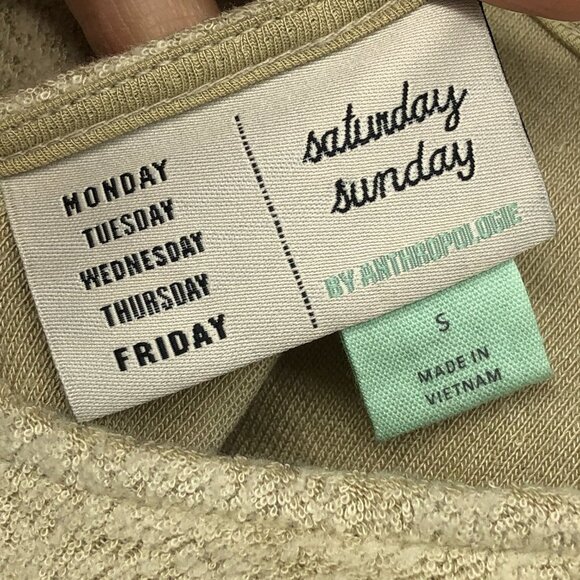 MONDAY
TUESDAY
WEDNESDAY
THURSDAY
FRIDAY
saturday
sunday
BY ANTHROPOLOGIE
S
MADE IN
VIETNAM